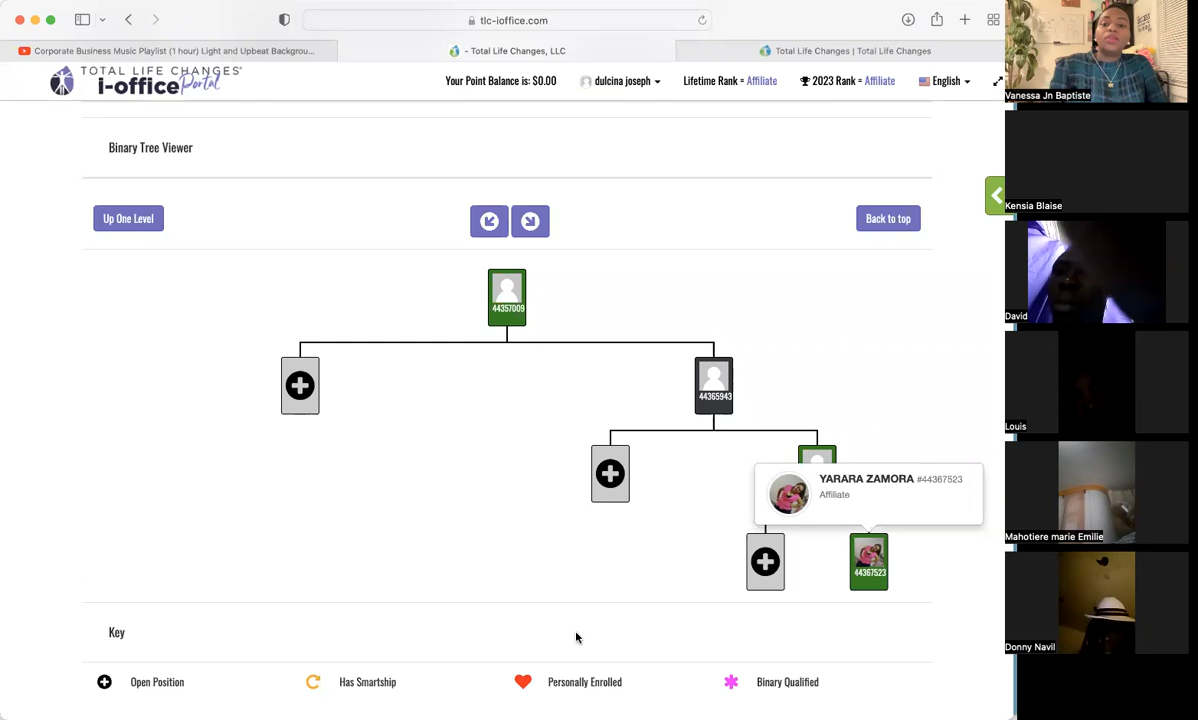 tlc-ioffice.com
Corporate Business Music Playlist (1 hour) Light and Upbeat Backgrou...
- Total Life Changes, LLC
Total Life Changes | Total Life Changes
TOTAL LIFE CHANGES®
i-office Portal
Your Point Balance is: $0.00
dulcina joseph
Lifetime Rank = Affiliate
2023 Rank = Affiliate
English
Vanessa Jn Baptiste
Binary Tree Viewer
Kensia Blaise
Up One Level
Back to top
44357009
David
44365943
Louis
YARARA ZAMORA #44367523
Affiliate
Mahotiere marie Emilie
44367523
Key
Donny Navil
Open Position
Has Smartship
Personally Enrolled
Binary Qualified